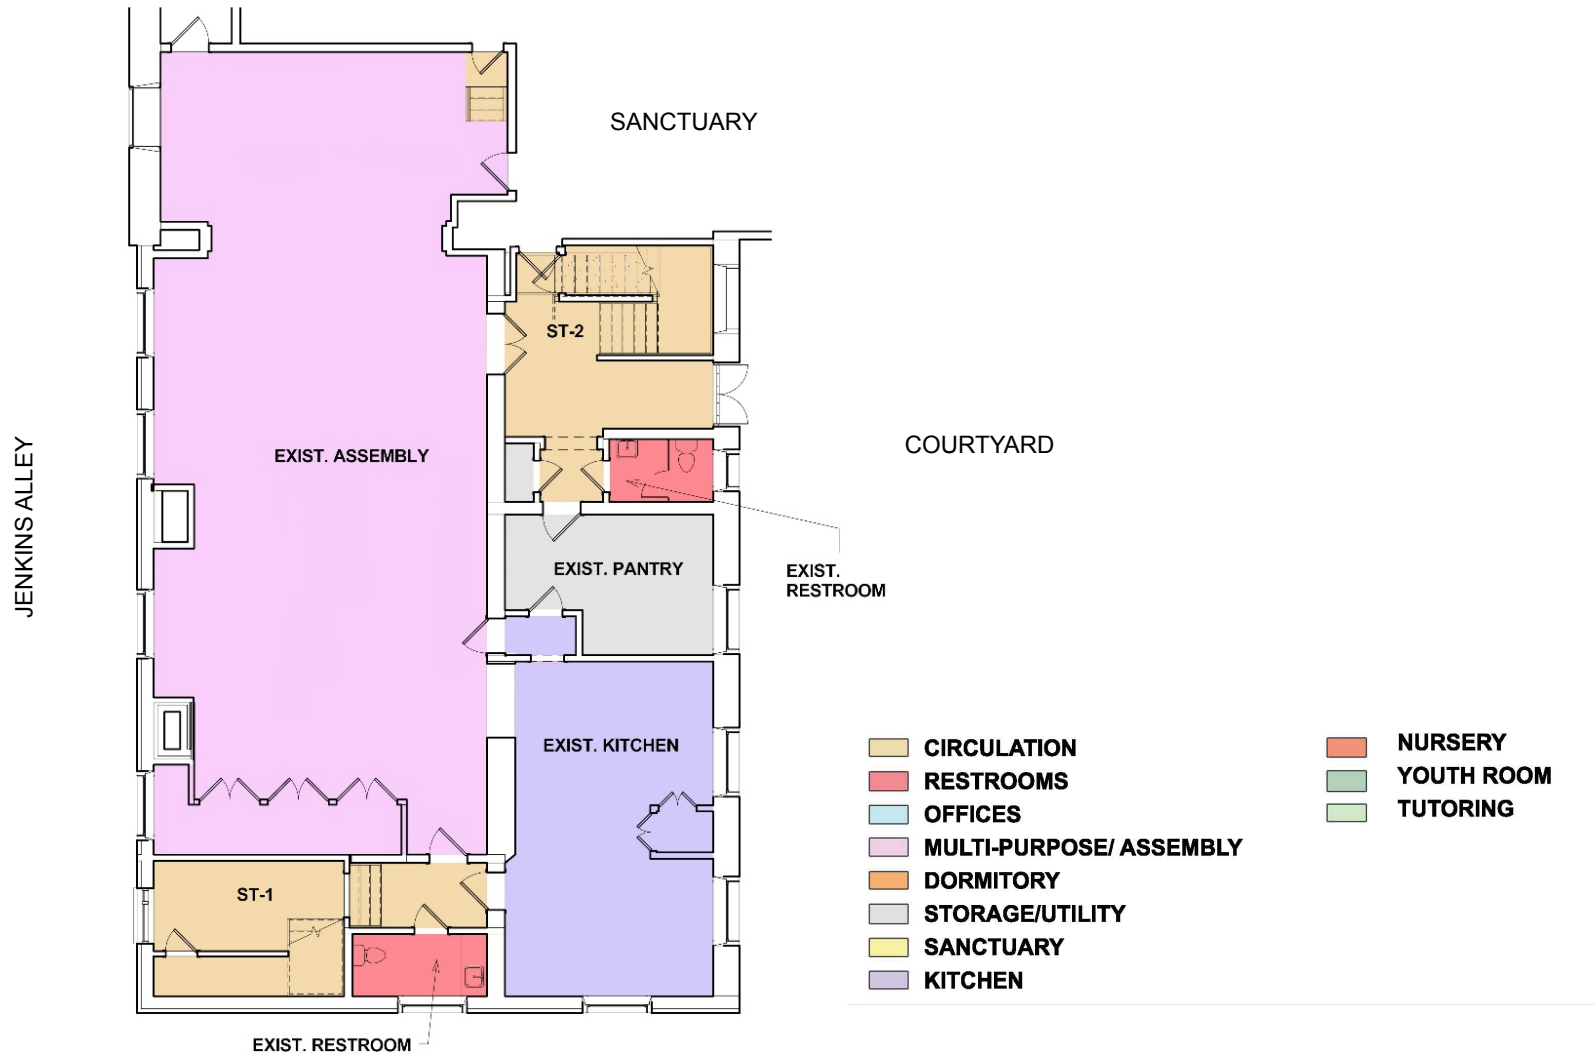 SANCTUARY
ST-2
JENKINS ALLEY
EXIST. ASSEMBLY
COURTYARD
EXIST. PANTRY
EXIST.
RESTROOM
EXIST. KITCHEN
ST-1
EXIST. RESTROOM
CIRCULATION
RESTROOMS
OFFICES
MULTI-PURPOSE/ ASSEMBLY
DORMITORY
STORAGE/UTILITY
SANCTUARY
KITCHEN
NURSERY
YOUTH ROOM
TUTORING